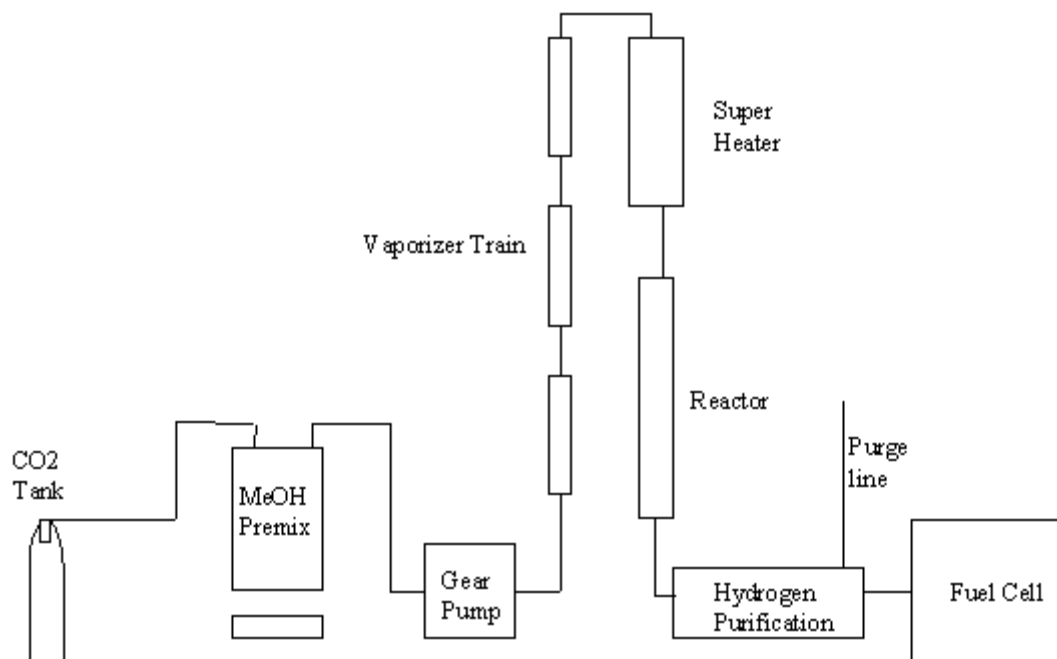 Super
Heater
Vaporizer Train
Reactor
Purge
line
CO2
Tank
MeOH
Premix
Gear
Pump
Hydrogen
Purification
Fuel Cell